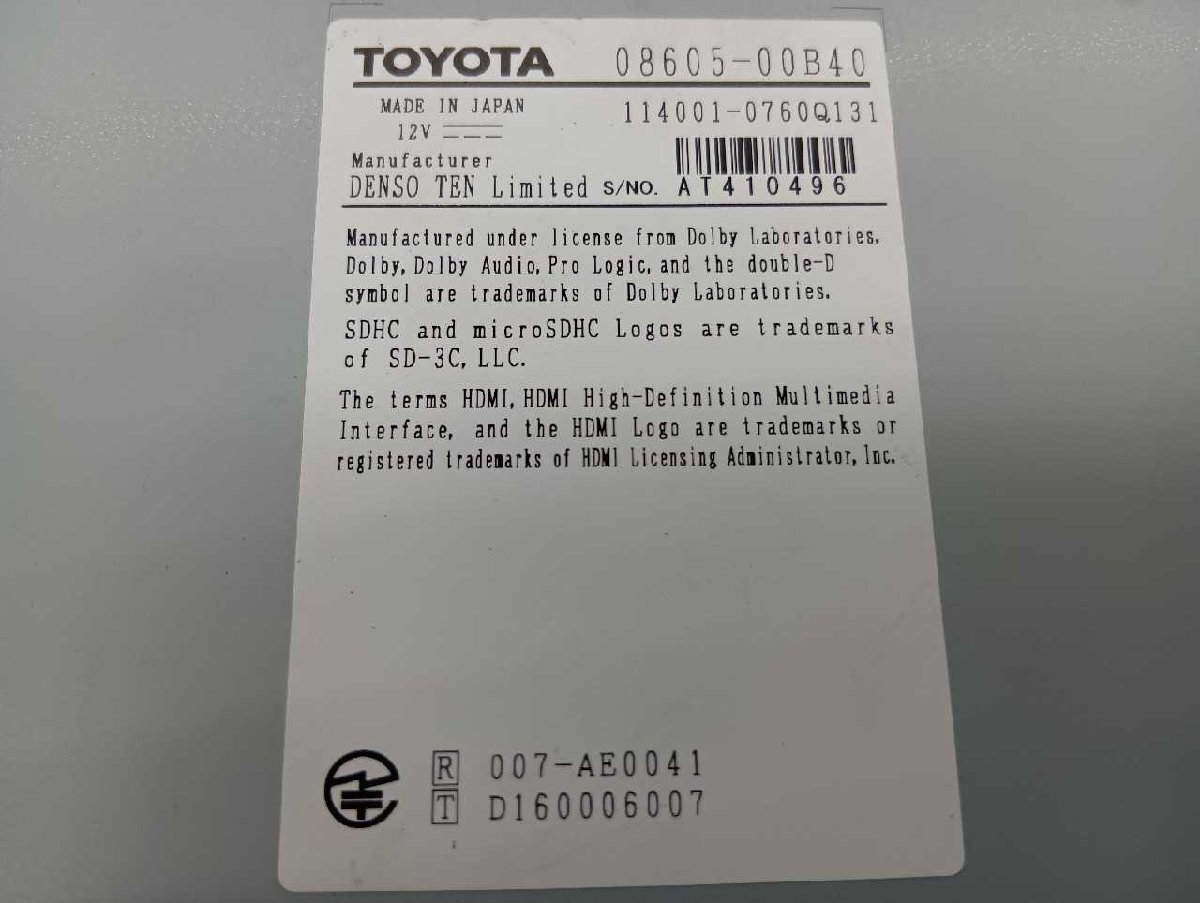 TOYOTA 08605-00B40
MADE IN JAPAN 114001-0760Q131
12V
Manufacturer
DENSO TEN Limited S/NO. AT410496
Manufactured under license from Dolby Laboratories.
Dolby, Dolby Audio, Pro Logic, and the double-D
symbol are trademarks of Dolby Laboratories.
SDHC and microSDHC Logos are trademarks
of SD-3C, LLC.
The terms HDMI, HDMI High-Definition Multimedia
Interface, and the HDMI Logo are trademarks or
registered trademarks of HDMI Licensing Administrator, Inc.
R 007-AE0041
T D160006007